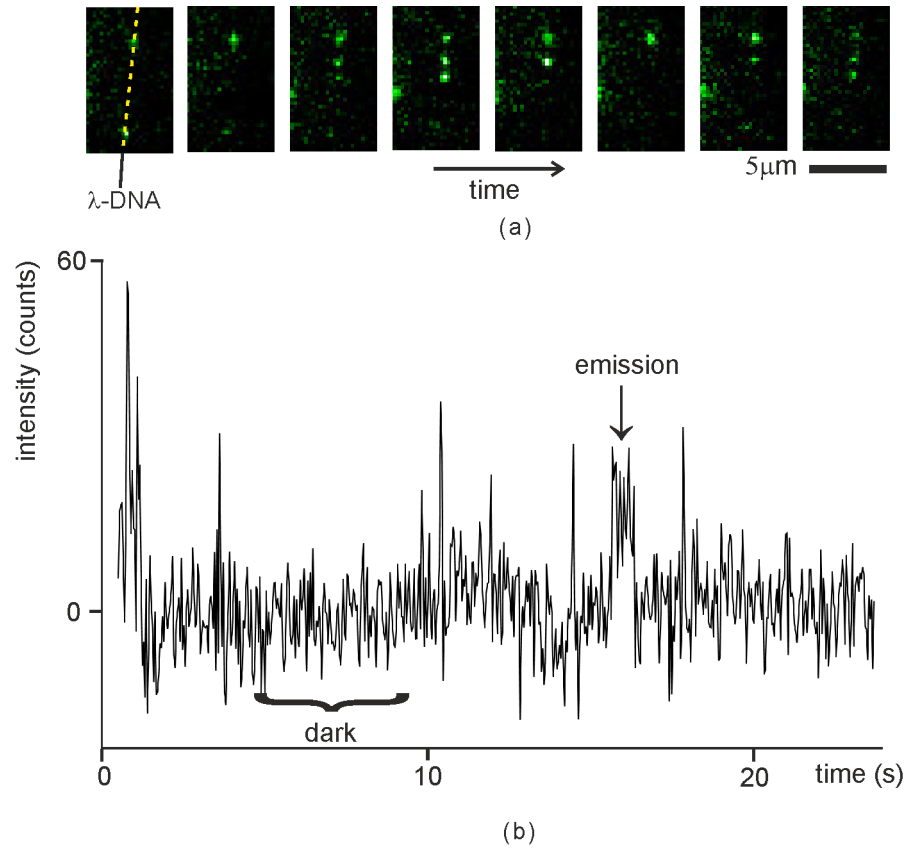 λ-DNA
time
5μm
(a)
60
0
intensity (counts)
emission
dark
0
10
20
time (s)
(b)